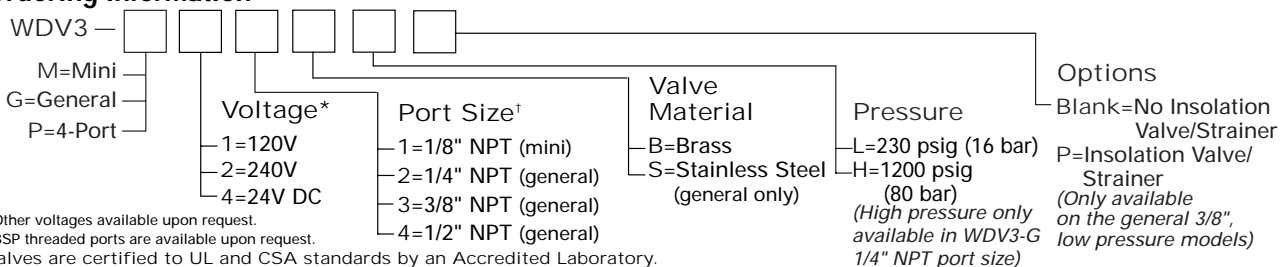 Ordering Information
WDV3 —
M=Mini
G=General
P=4-Port
Voltage*
1=120V
2=240V
4=24V DC
Port Size†
1=1/8" NPT (mini)
2=1/4" NPT (general)
3=3/8" NPT (general)
4=1/2" NPT (general)
Valve
Material
B=Brass
S=Stainless Steel
(general only)
Pressure
L=230 psig (16 bar)
H=1200 psig
(80 bar)
(High pressure only
available in WDV3-G
1/4" NPT port size)
Options
Blank=No Insolation
Valve/Strainer
P=Insolation Valve/
Strainer
(Only available
on the general 3/8",
low pressure models)
Other voltages available upon request.
BSP threaded ports are available upon request.
Valves are certified to UL and CSA standards by an Accredited Laboratory.